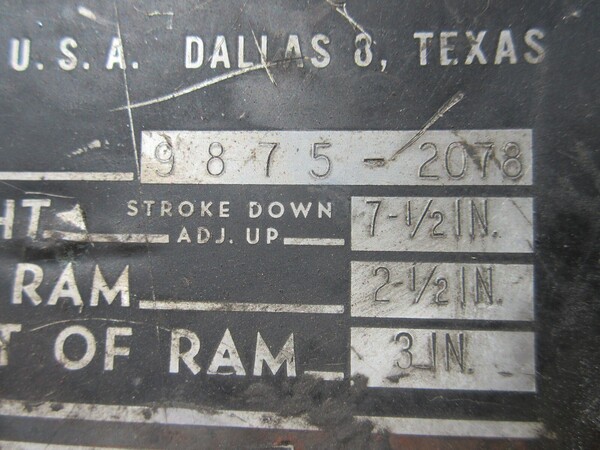 U.S.A. DALLAS 8, TEXAS
9875-2078
HT STROKE DOWN 7-1/2 IN.
ADJ. UP
RAM 2-1/2 IN.
T OF RAM 3 IN.